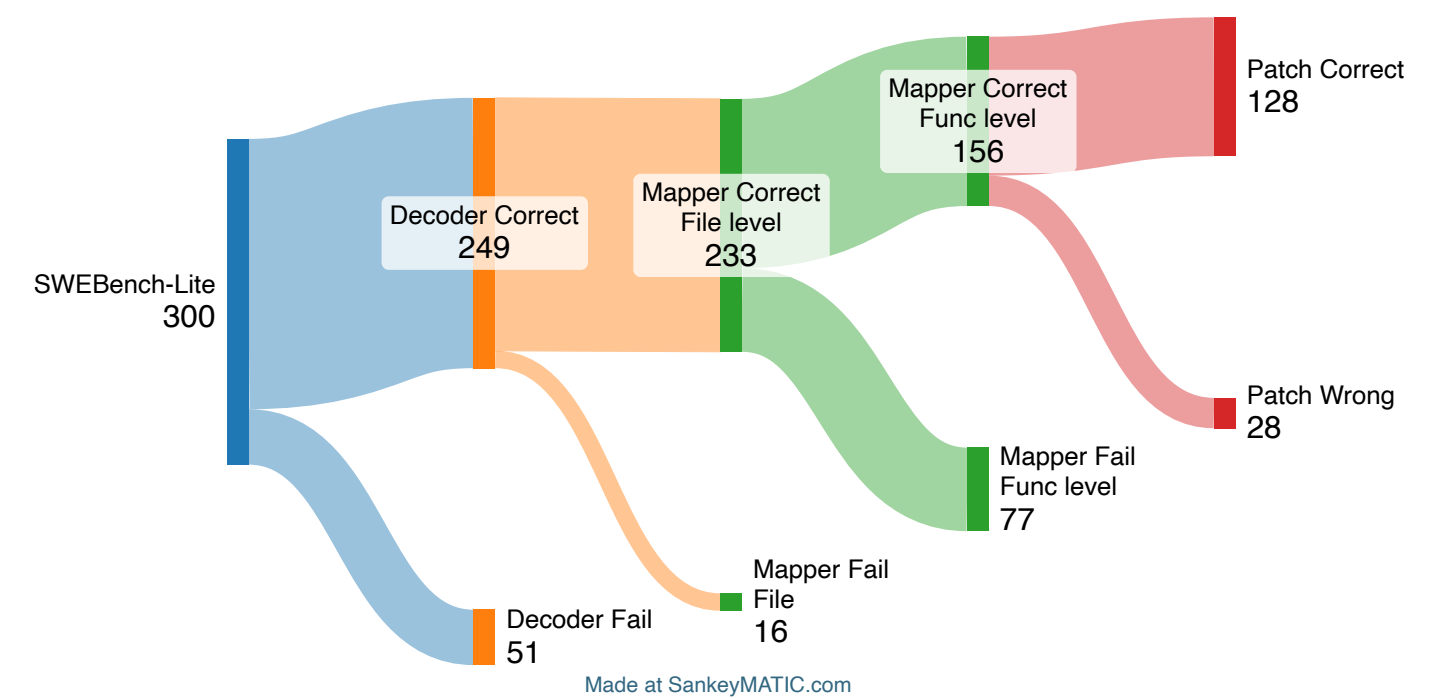 SWEBench-Lite
300
Decoder Correct
249
Decoder Fail
51
Mapper Correct
File level
233
Mapper Fail
File
16
Mapper Correct
Func level
156
Mapper Fail
Func level
77
Patch Correct
128
Patch Wrong
28
Made at SankeyMATIC.com